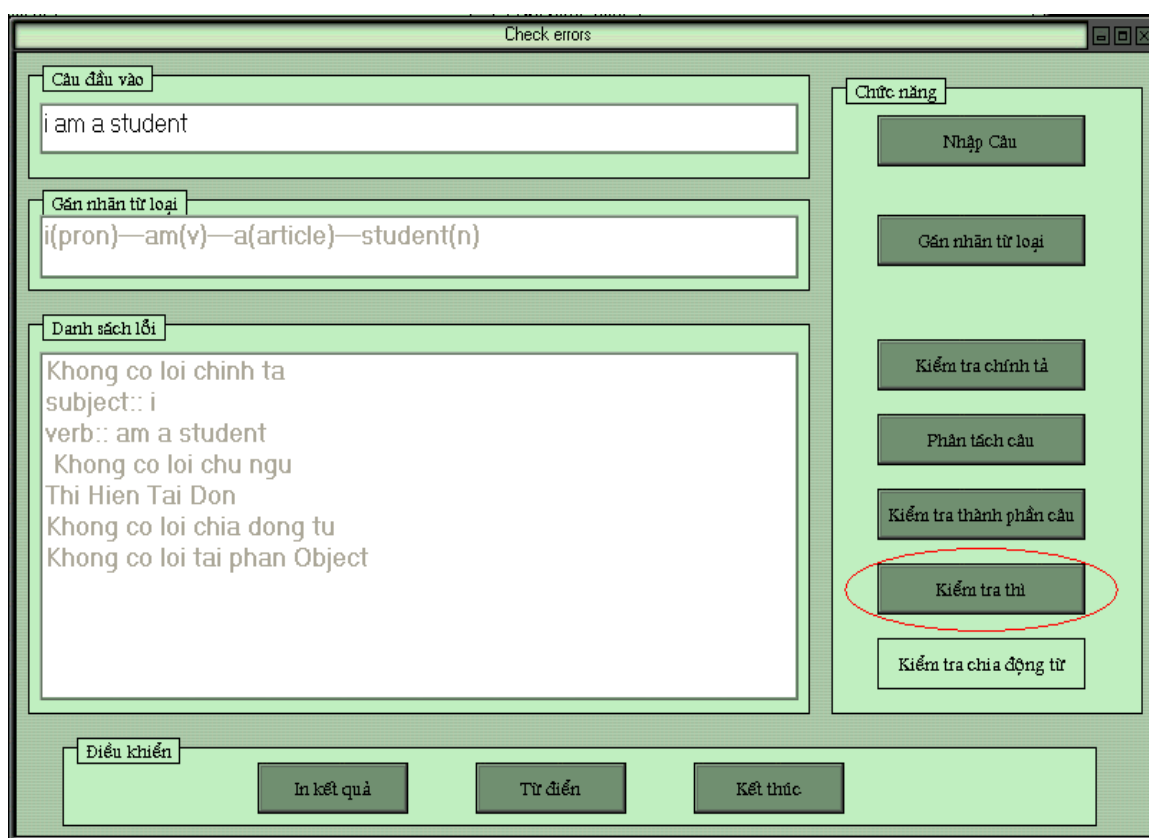 Check errors
Câu đầu vào
i am a student
Gán nhãn từ loại
i(pron)—am(v)—a(article)—student(n)
Danh sách lỗi
Khong co loi chinh ta
subject:: i
verb:: am a student
Khong co loi chu ngu
Thi Hien Tai Don
Khong co loi chia dong tu
Khong co loi tai phan Object
Chức năng
Nhập Câu
Gán nhãn từ loại
Kiểm tra chính tả
Phân tách câu
Kiểm tra thành phần câu
Kiểm tra thì
Kiểm tra chia động từ
Điều khiển
In kết quả
Từ điển
Kết thúc